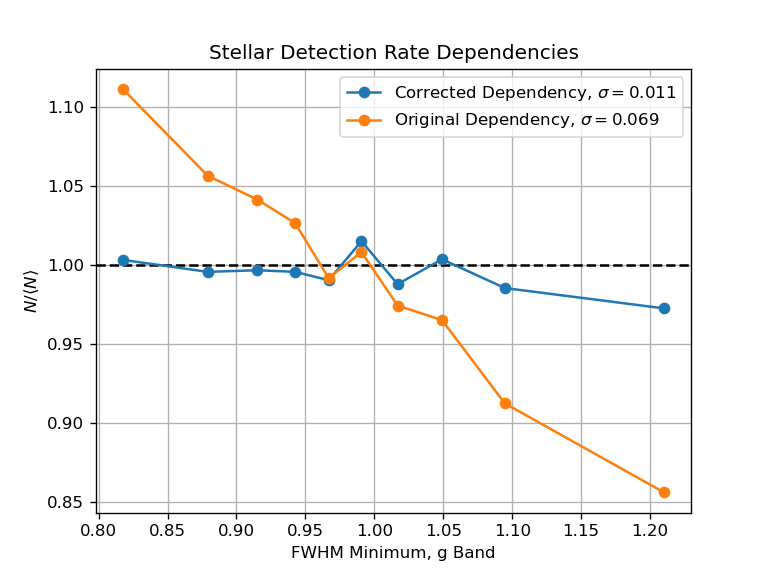 Stellar Detection Rate Dependencies
Corrected Dependency, σ = 0.011
Original Dependency, σ = 0.069
1.10
1.05
1.00
0.95
0.90
0.85
N/⟨N⟩
0.80 0.85 0.90 0.95 1.00 1.05 1.10 1.15 1.20
FWHM Minimum, g Band